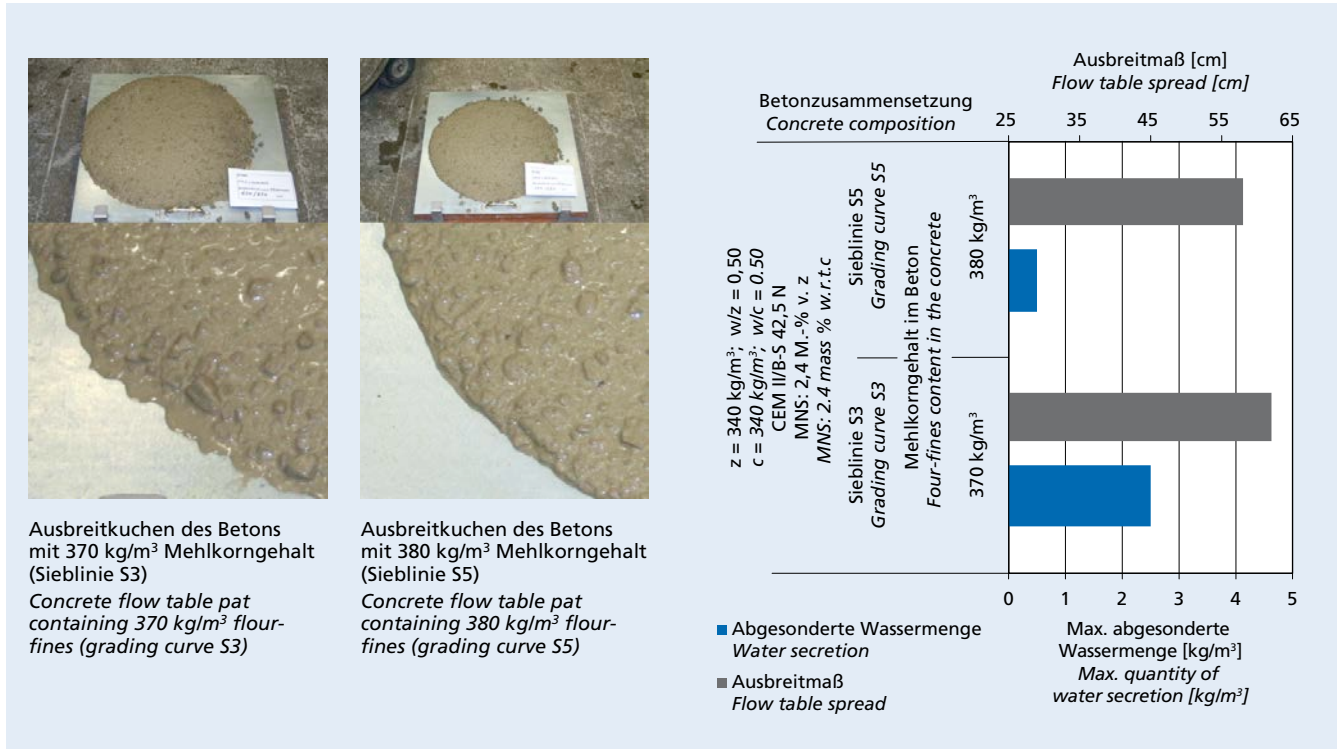 Ausbreitkuchen des Betons
mit 370 kg/m³ Mehlkorngehalt
(Sieblinie S3)
Concrete flow table pat
containing 370 kg/m³ flour-
fines (grading curve S3)
Ausbreitkuchen des Betons
mit 380 kg/m³ Mehlkorngehalt
(Sieblinie S5)
Concrete flow table pat
containing 380 kg/m³ flour-
fines (grading curve S5)
Ausbreitmaß [cm]
Flow table spread [cm]
Betonzusammensetzung
Concrete composition
25 35 45 55 65
z = 340 kg/m³; w/z = 0,50
c = 340 kg/m³; w/c = 0.50
CEM II/B-S 42,5 N
MNS: 2,4 M.-% v. z
MNS: 2.4 mass % w.r.t.c
Sieblinie S5
Grading curve S5
Sieblinie S3
Grading curve S3
Mehlkorngehalt im Beton
Four-fines content in the concrete
380 kg/m³
370 kg/m³
0 1 2 3 4 5
Max. abgesonderte
Wassermenge [kg/m³]
Max. quantity of
water secretion [kg/m³]
Abgesonderte Wassermenge
Water secretion
Ausbreitmaß
Flow table spread